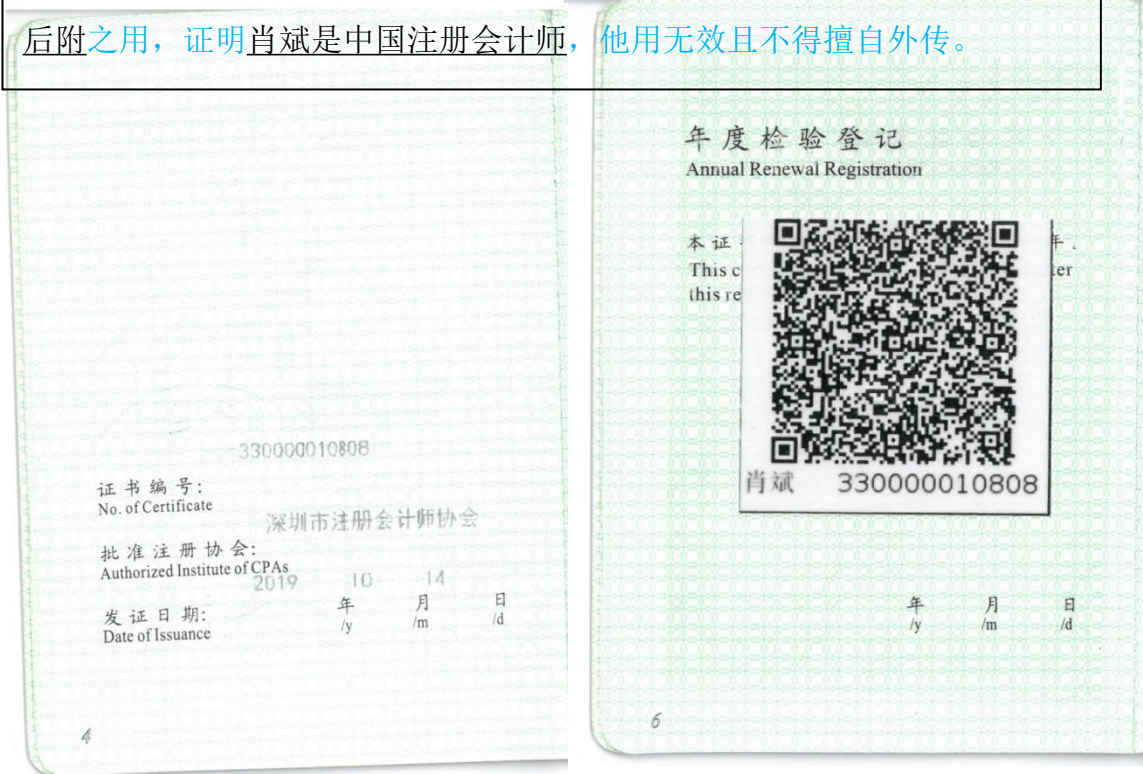 后附之用，证明肖斌是中国注册会计师，他用无效且不得擅自外传。
330000010808
证书编号：
No. of Certificate
深圳市注册会计师协会
批准注册协会：
Authorized Institute of CPAs
2019 10 14
发证日期： 年 月 日
Date of Issuance /y /m /d
4
年度检验登记
Annual Renewal Registration
本证 年.
This c ter
this re
肖斌 330000010808
年 月 日
/y /m /d
6